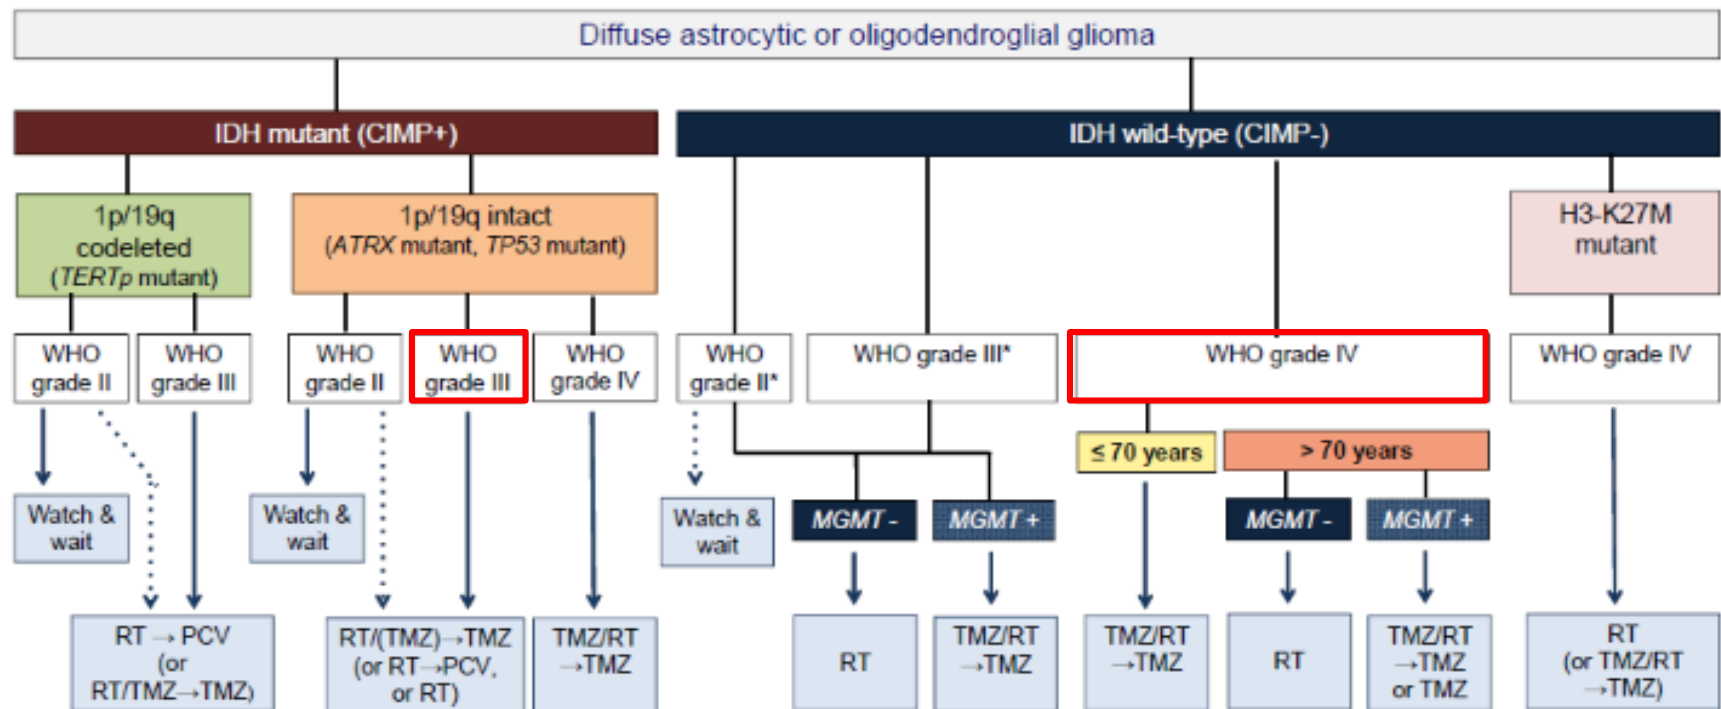 Diffuse astrocytic or oligodendroglial glioma
IDH mutant (CIMP+)
IDH wild-type (CIMP-)
1p/19q
codeleted
(TERTp mutant)
1p/19q intact
(ATRX mutant, TP53 mutant)
H3-K27M
mutant
WHO
grade II
WHO
grade III
WHO
grade II
WHO
grade III
WHO
grade IV
WHO
grade II*
WHO grade III*
WHO grade IV
WHO grade IV
≤ 70 years
> 70 years
Watch &
wait
Watch &
wait
Watch &
wait
MGMT -
MGMT +
MGMT -
MGMT +
RT → PCV
(or
RT/TMZ→TMZ)
RT/(TMZ)→TMZ
(or RT→PCV,
or RT)
TMZ/RT
→TMZ
RT
TMZ/RT
→TMZ
TMZ/RT
→TMZ
RT
TMZ/RT
→TMZ
or TMZ
RT
(or TMZ/RT
→TMZ)